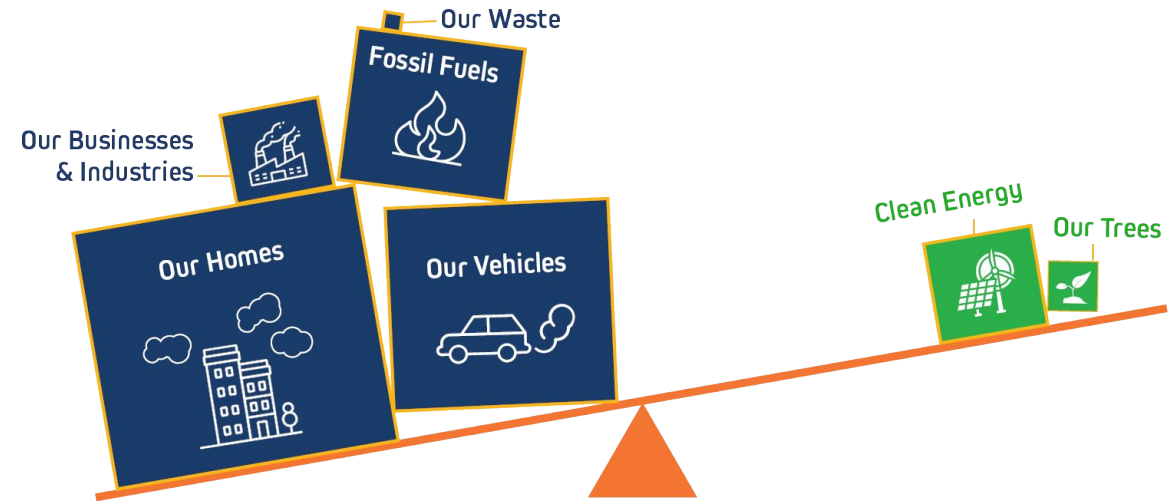 Our Waste
Fossil Fuels
Our Businesses
& Industries
Our Homes
Our Vehicles
Clean Energy
Our Trees